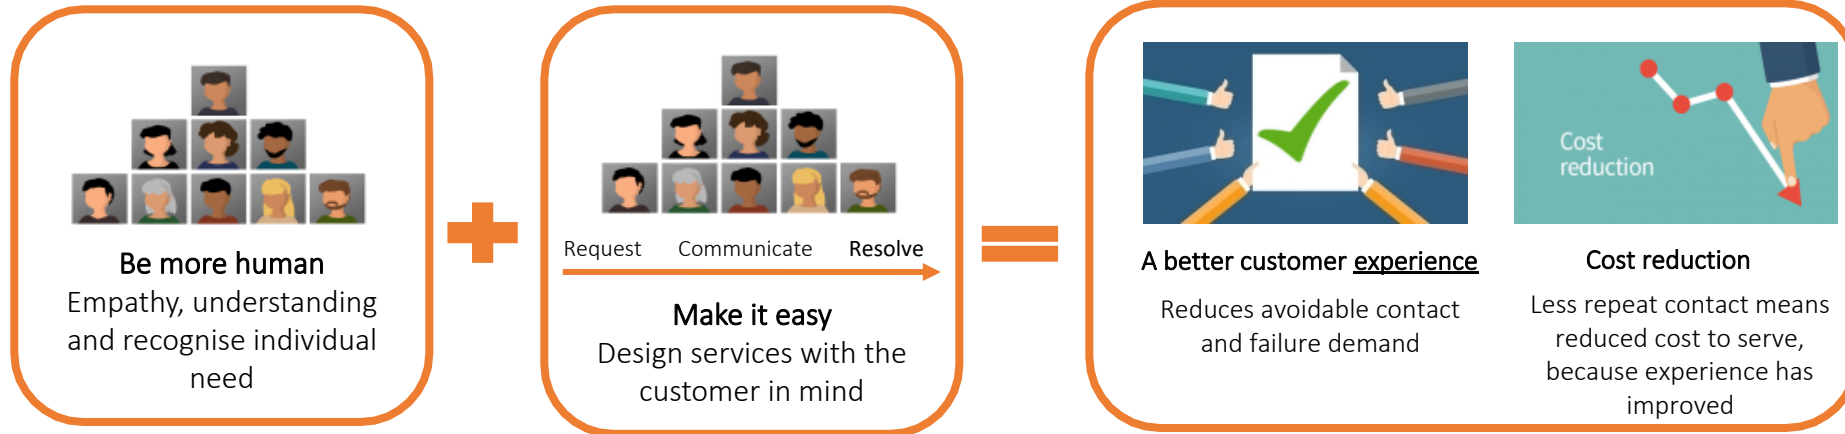 Be more human
Empathy, understanding
and recognise individual
need
Request Communicate Resolve
Make it easy
Design services with the
customer in mind
A better customer experience
Reduces avoidable contact
and failure demand
Cost
reduction
Cost reduction
Less repeat contact means
reduced cost to serve,
because experience has
improved